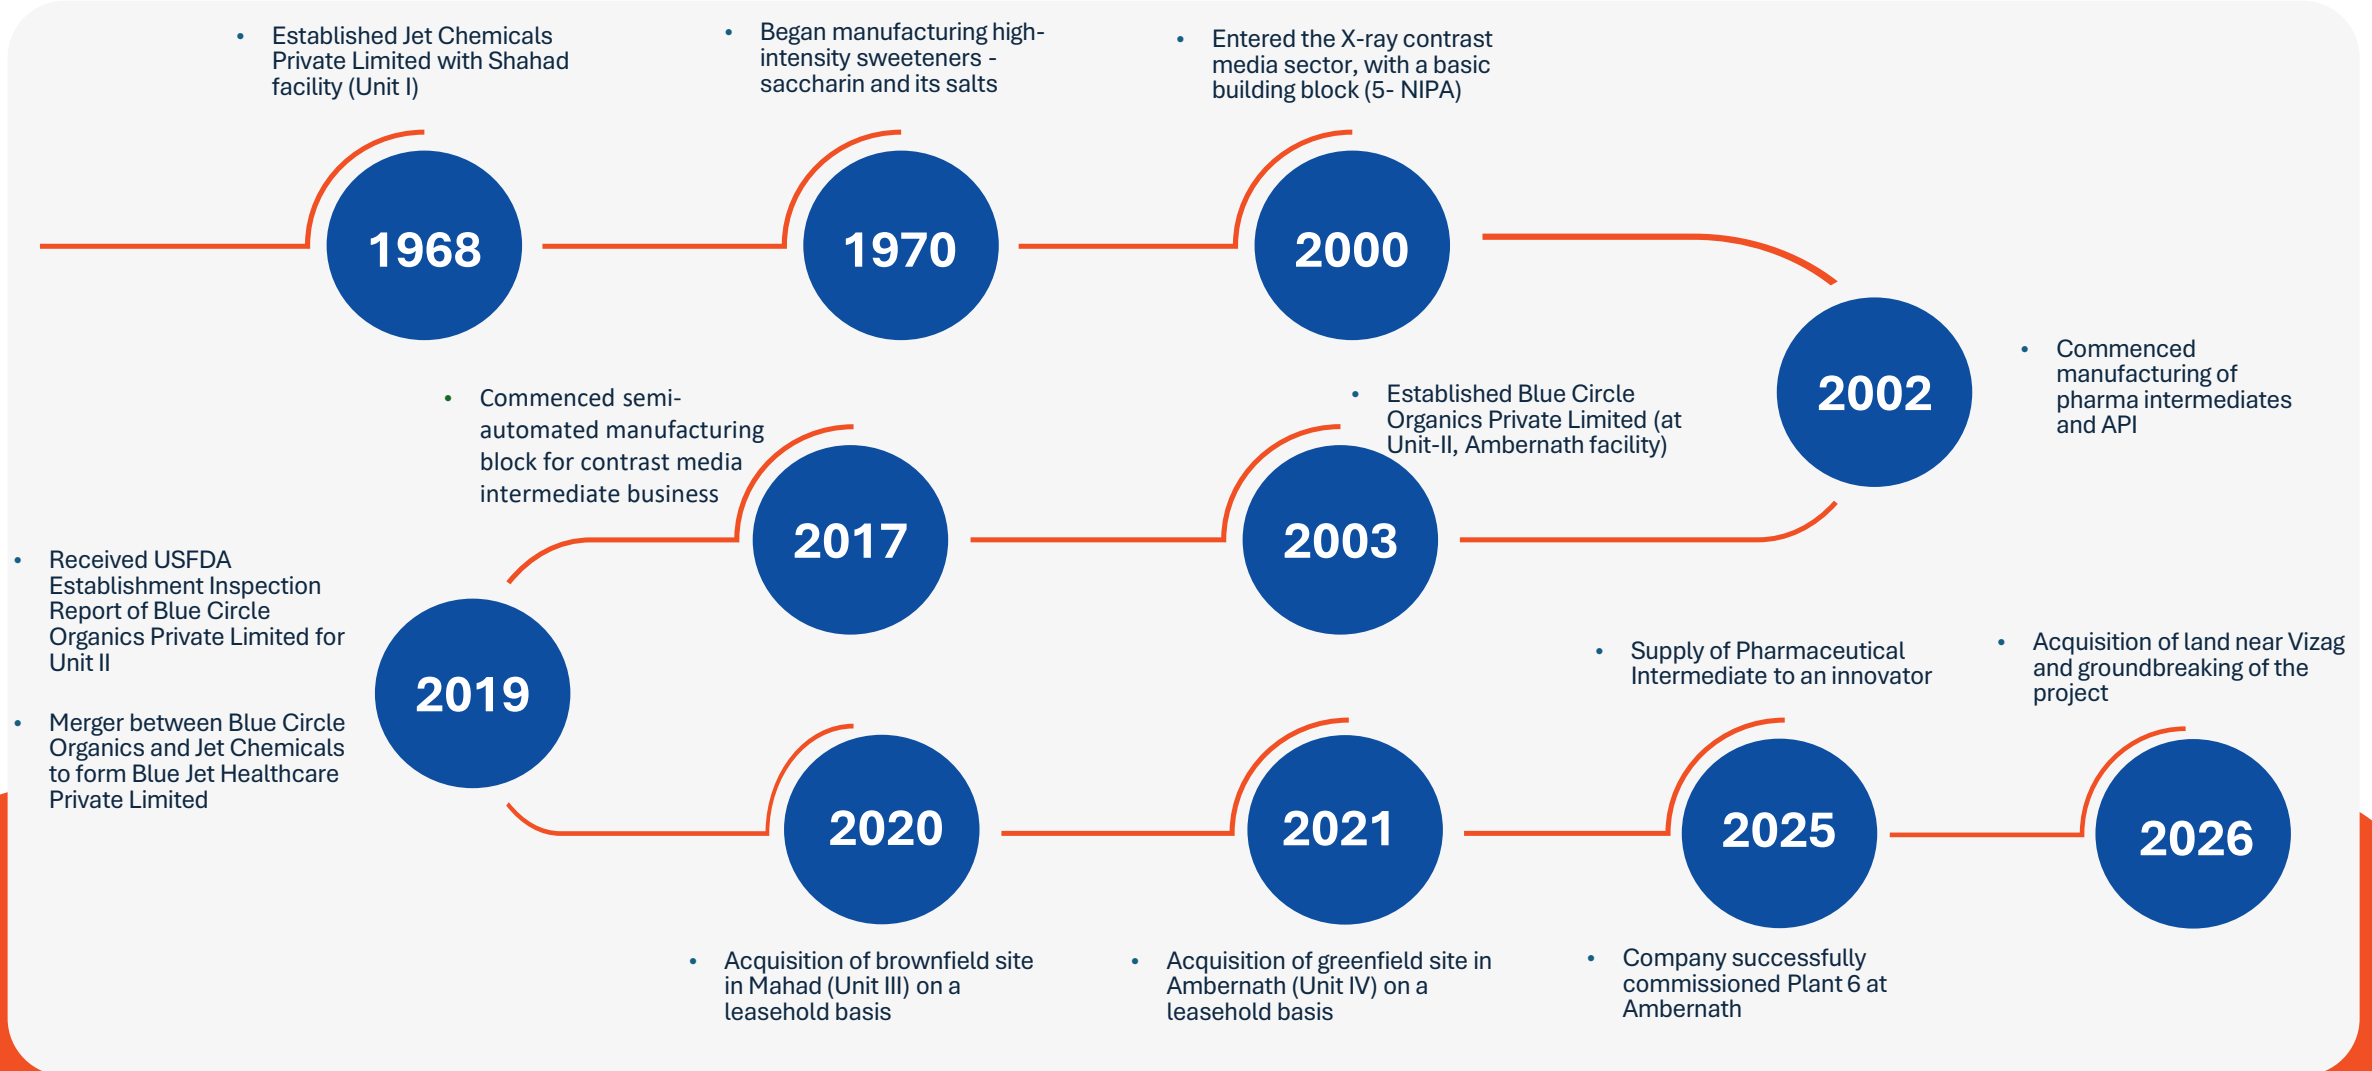 • Established Jet Chemicals
Private Limited with Shahad
facility (Unit I)
1968
• Began manufacturing high-
intensity sweeteners -
saccharin and its salts
1970
• Entered the X-ray contrast
media sector, with a basic
building block (5- NIPA)
2000
• Commenced
manufacturing of
pharma intermediates
and API
2002
• Established Blue Circle
Organics Private Limited (at
Unit-II, Ambernath facility)
2003
• Commenced semi-
automated manufacturing
block for contrast media
intermediate business
2017
• Received USFDA
Establishment Inspection
Report of Blue Circle
Organics Private Limited for
Unit II
• Merger between Blue Circle
Organics and Jet Chemicals
to form Blue Jet Healthcare
Private Limited
2019
2020
• Acquisition of brownfield site
in Mahad (Unit III) on a
leasehold basis
2021
• Acquisition of greenfield site in
Ambernath (Unit IV) on a
leasehold basis
• Supply of Pharmaceutical
Intermediate to an innovator
2025
• Company successfully
commissioned Plant 6 at
Ambernath
• Acquisition of land near Vizag
and groundbreaking of the
project
2026